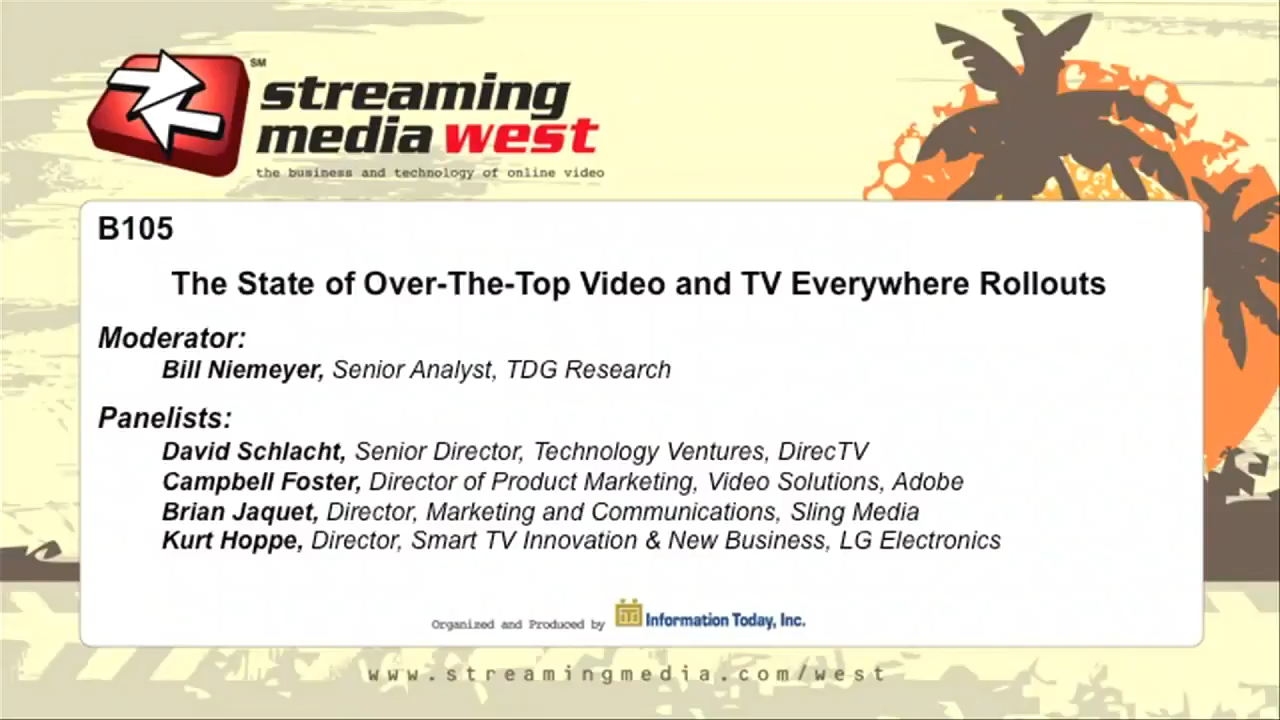 SM
streaming
media west
the business and technology of online video
B105
The State of Over-The-Top Video and TV Everywhere Rollouts
Moderator:
Bill Niemeyer, Senior Analyst, TDG Research
Panelists:
David Schlacht, Senior Director, Technology Ventures, DirecTV
Campbell Foster, Director of Product Marketing, Video Solutions, Adobe
Brian Jaquet, Director, Marketing and Communications, Sling Media
Kurt Hoppe, Director, Smart TV Innovation & New Business, LG Electronics
Organized and Produced by Information Today, Inc.
www.streamingmedia.com/west